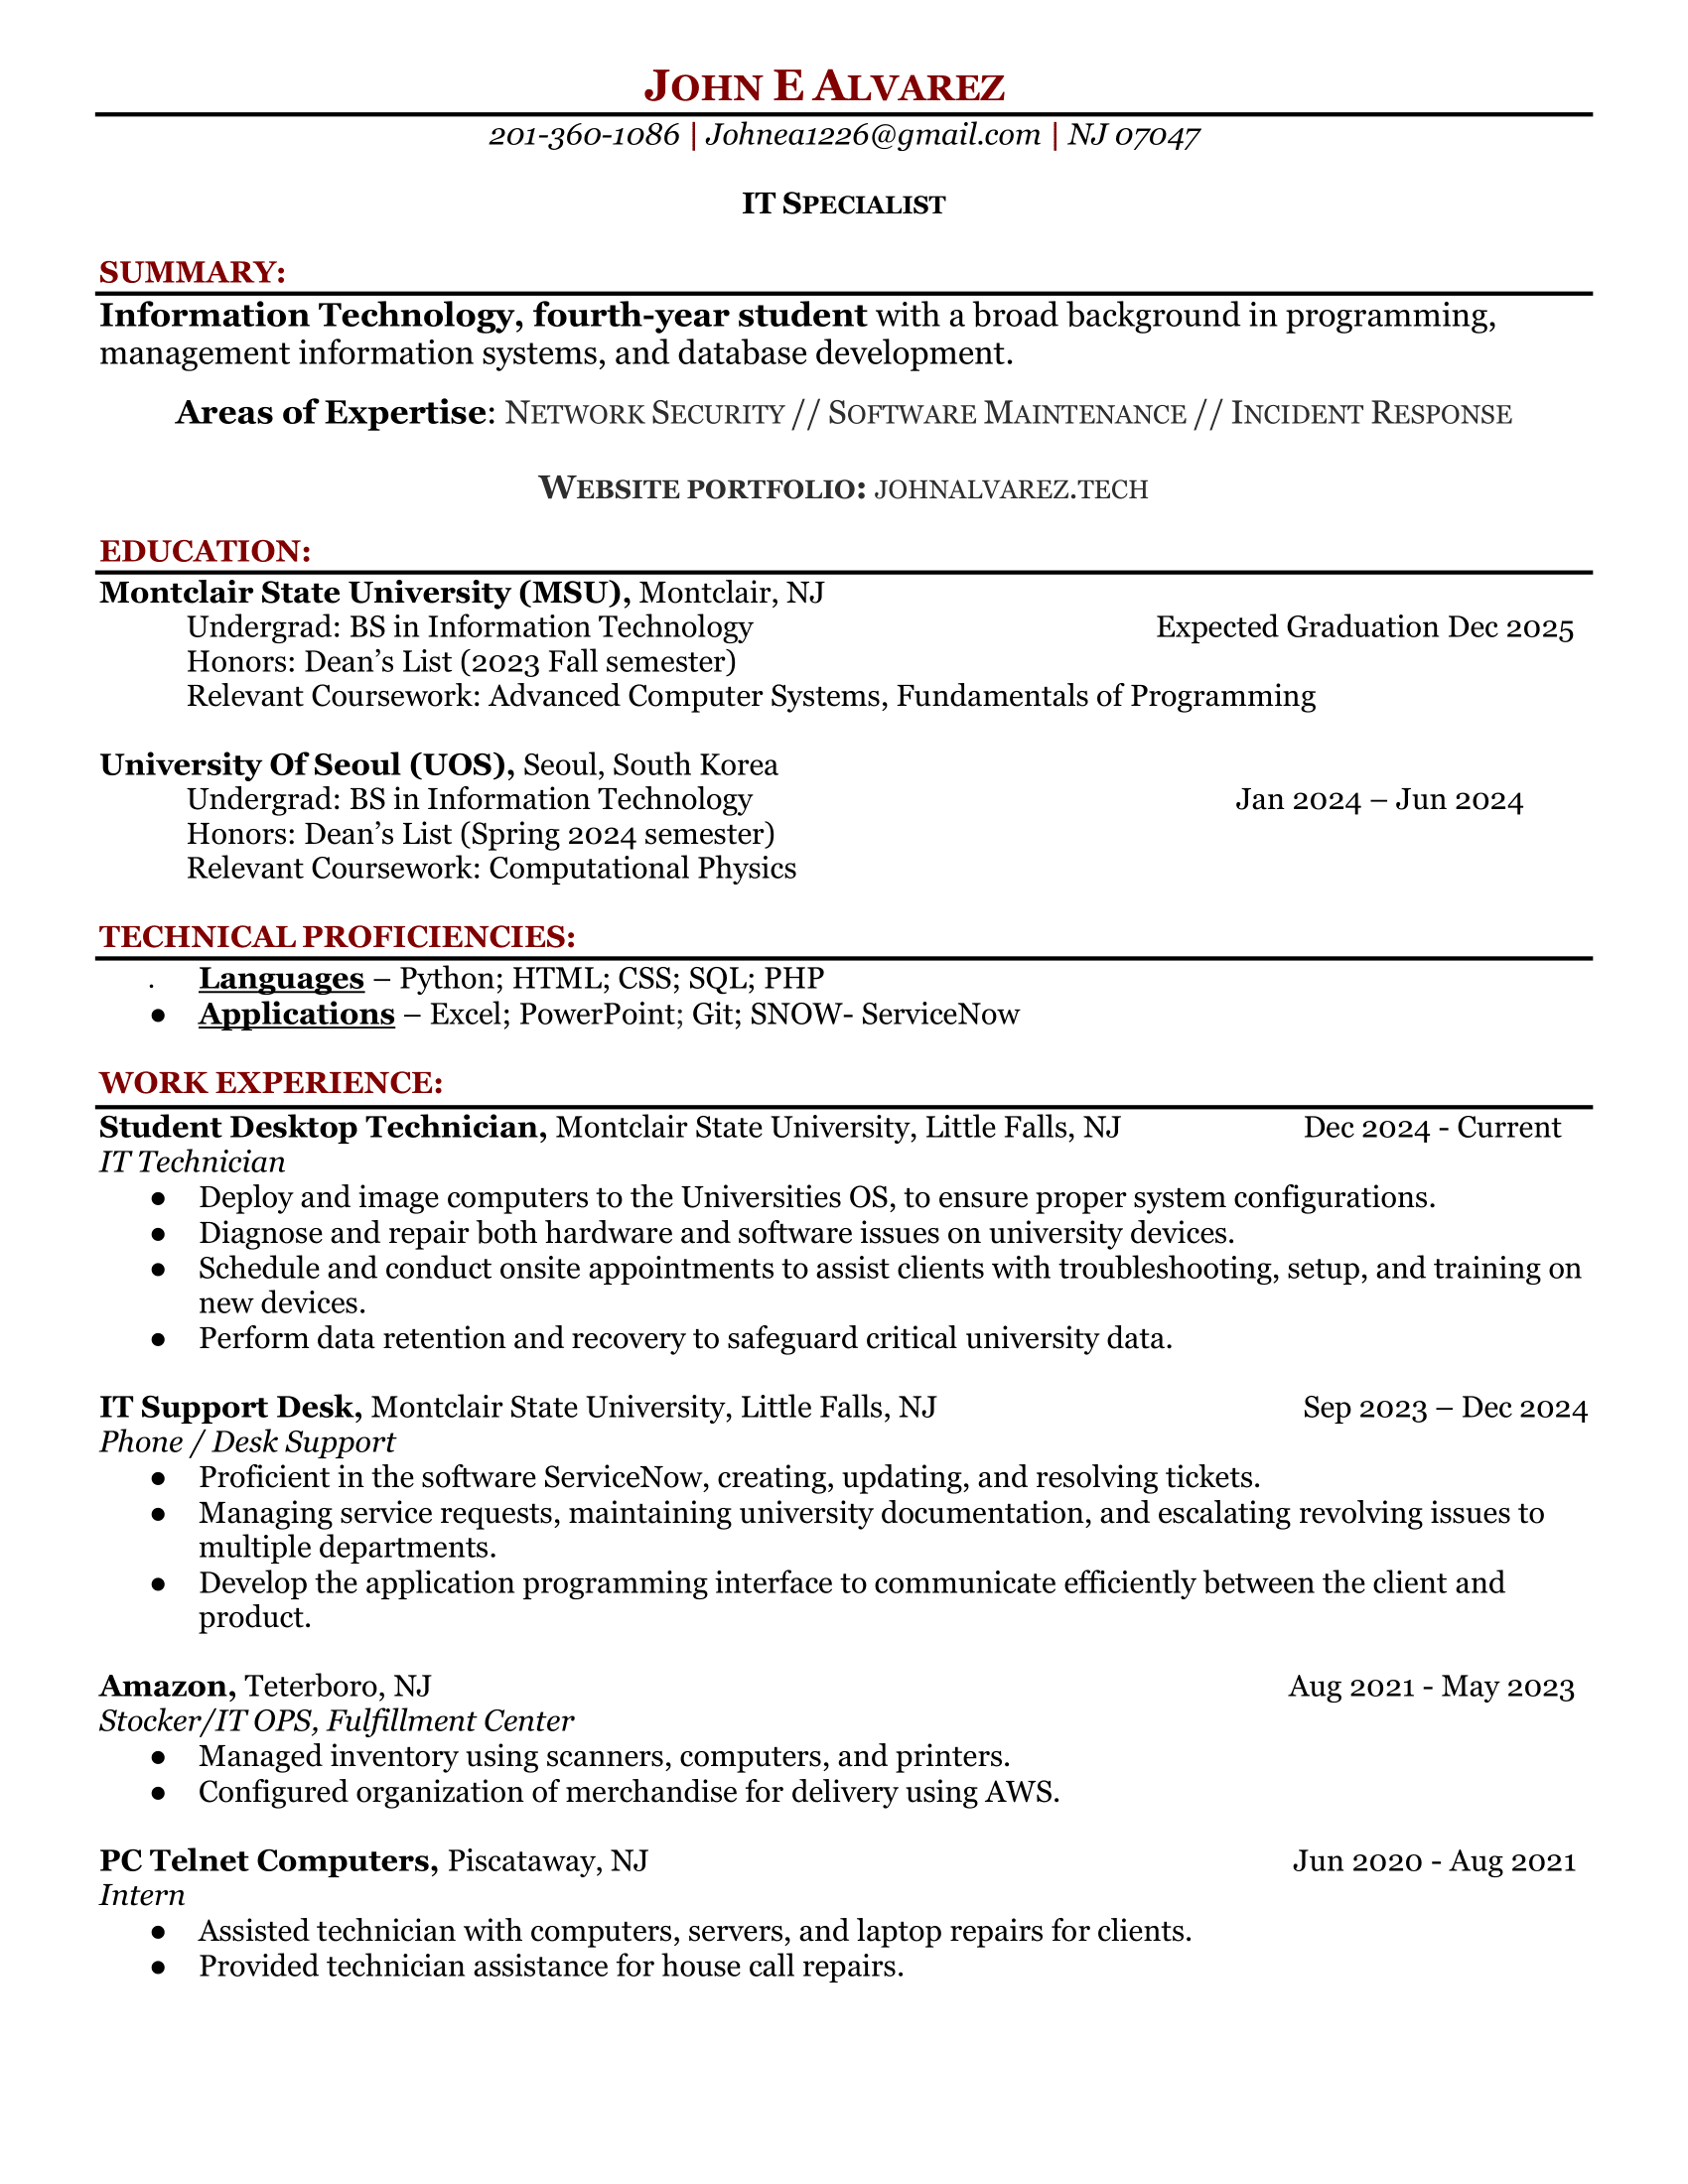 JOHN E ALVAREZ
201-360-1086 | Johnea1226@gmail.com | NJ 07047
IT SPECIALIST
SUMMARY:
Information Technology, fourth-year student with a broad background in programming,
management information systems, and database development.
Areas of Expertise: NETWORK SECURITY // SOFTWARE MAINTENANCE // INCIDENT RESPONSE
WEBSITE PORTFOLIO: JOHNALVAREZ.TECH
EDUCATION:
Montclair State University (MSU), Montclair, NJ
Undergrad: BS in Information Technology Expected Graduation Dec 2025
Honors: Dean’s List (2023 Fall semester)
Relevant Coursework: Advanced Computer Systems, Fundamentals of Programming
University Of Seoul (UOS), Seoul, South Korea
Undergrad: BS in Information Technology Jan 2024 – Jun 2024
Honors: Dean’s List (Spring 2024 semester)
Relevant Coursework: Computational Physics
TECHNICAL PROFICIENCIES:
. Languages – Python; HTML; CSS; SQL; PHP
● Applications – Excel; PowerPoint; Git; SNOW- ServiceNow
WORK EXPERIENCE:
Student Desktop Technician, Montclair State University, Little Falls, NJ Dec 2024 - Current
IT Technician
● Deploy and image computers to the Universities OS, to ensure proper system configurations.
● Diagnose and repair both hardware and software issues on university devices.
● Schedule and conduct onsite appointments to assist clients with troubleshooting, setup, and training on
new devices.
● Perform data retention and recovery to safeguard critical university data.
IT Support Desk, Montclair State University, Little Falls, NJ Sep 2023 – Dec 2024
Phone / Desk Support
● Proficient in the software ServiceNow, creating, updating, and resolving tickets.
● Managing service requests, maintaining university documentation, and escalating revolving issues to
multiple departments.
● Develop the application programming interface to communicate efficiently between the client and
product.
Amazon, Teterboro, NJ Aug 2021 - May 2023
Stocker/IT OPS, Fulfillment Center
● Managed inventory using scanners, computers, and printers.
● Configured organization of merchandise for delivery using AWS.
PC Telnet Computers, Piscataway, NJ Jun 2020 - Aug 2021
Intern
● Assisted technician with computers, servers, and laptop repairs for clients.
● Provided technician assistance for house call repairs.